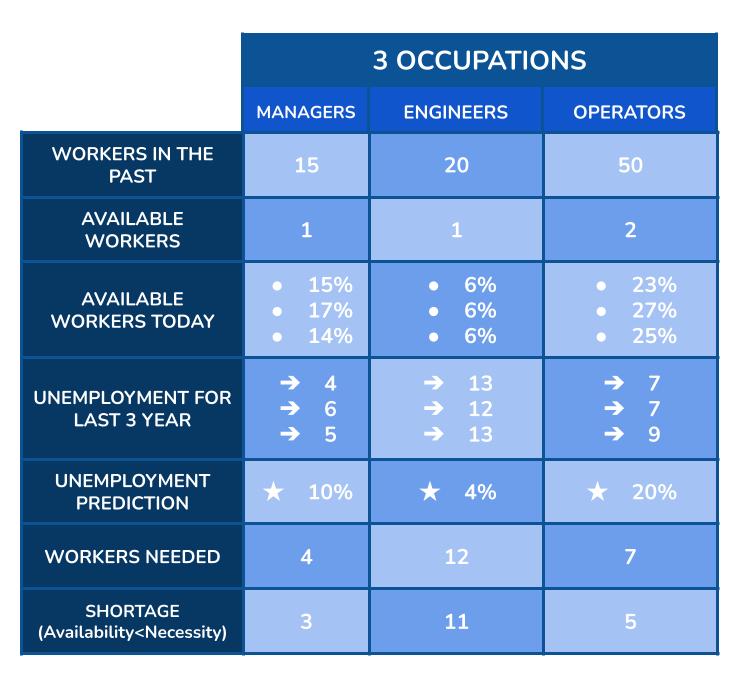 3 OCCUPATIONS
MANAGERS ENGINEERS OPERATORS
WORKERS IN THE
PAST
15 20 50
AVAILABLE
WORKERS
1 1 2
AVAILABLE
WORKERS TODAY
● 15% ● 6% ● 23%
● 17% ● 6% ● 27%
● 14% ● 6% ● 25%
UNEMPLOYMENT FOR
LAST 3 YEAR
➔ 4 ➔ 13 ➔ 7
➔ 6 ➔ 12 ➔ 7
➔ 5 ➔ 13 ➔ 9
UNEMPLOYMENT
PREDICTION
★ 10% ★ 4% ★ 20%
WORKERS NEEDED 4 12 7
SHORTAGE
(Availability<Necessity)
3 11 5